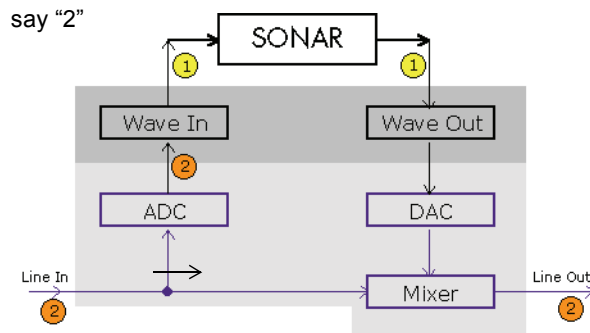 say “2”
SONAR
1
1
Wave In
Wave Out
2
ADC
DAC
Line In
Mixer
Line Out
2
2